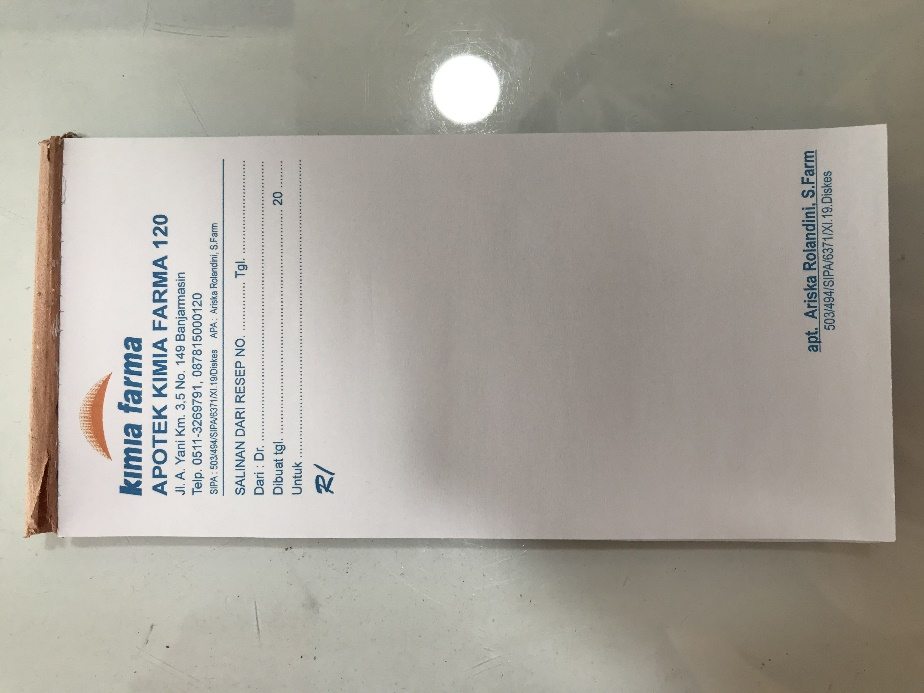 kimia farma
APOTEK KIMIA FARMA 120
Jl. A. Yani Km. 3,5 No. 149 Banjarmasin
Telp. 0511-3269791, 087815000120
SIPA : 503/494/SIPA/6371/XI.19/Diskes APA : Ariska Rolandini, S.Farm
SALINAN DARI RESEP NO. .............. Tgl. ......................
Dari : Dr. ......................................................
Dibuat tgl. ............................................ 20 .......
Untuk ...........................................................
R/
apt. Ariska Rolandini, S.Farm
503/494/SIPA/6371/XI.19.Diskes